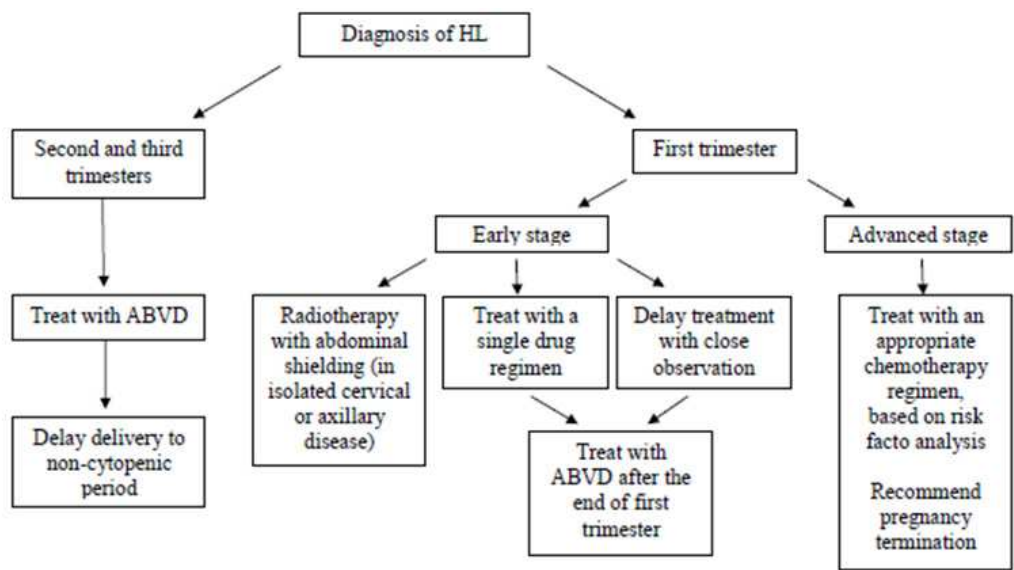 Diagnosis of HL
Second and third
trimesters
First trimester
Early stage
Advanced stage
Treat with ABVD
Radiotherapy
with abdominal
shielding (in
isolated cervical
or axillary
disease)
Treat with a
single drug
regimen
Delay treatment
with close
observation
Treat with an
appropriate
chemotherapy
regimen,
based on risk
facto analysis
Recommend
pregnancy
termination
Delay delivery to
non-cytopenic
period
Treat with
ABVD after the
end of first
trimester